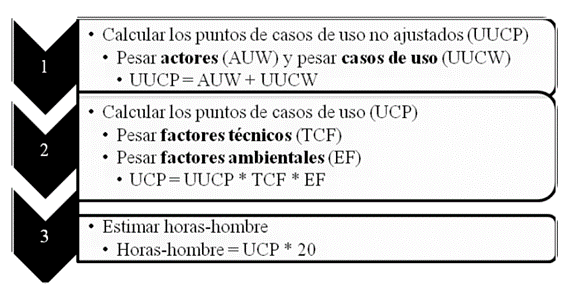 1
• Calcular los puntos de casos de uso no ajustados (UUCP)
• Pesar actores (AUW) y pesar casos de uso (UUCW)
• UUCP = AUW + UUCW
2
• Calcular los puntos de casos de uso (UCP)
• Pesar factores técnicos (TCF)
• Pesar factores ambientales (EF)
• UCP = UUCP * TCF * EF
3
• Estimar horas-hombre
• Horas-hombre = UCP * 20